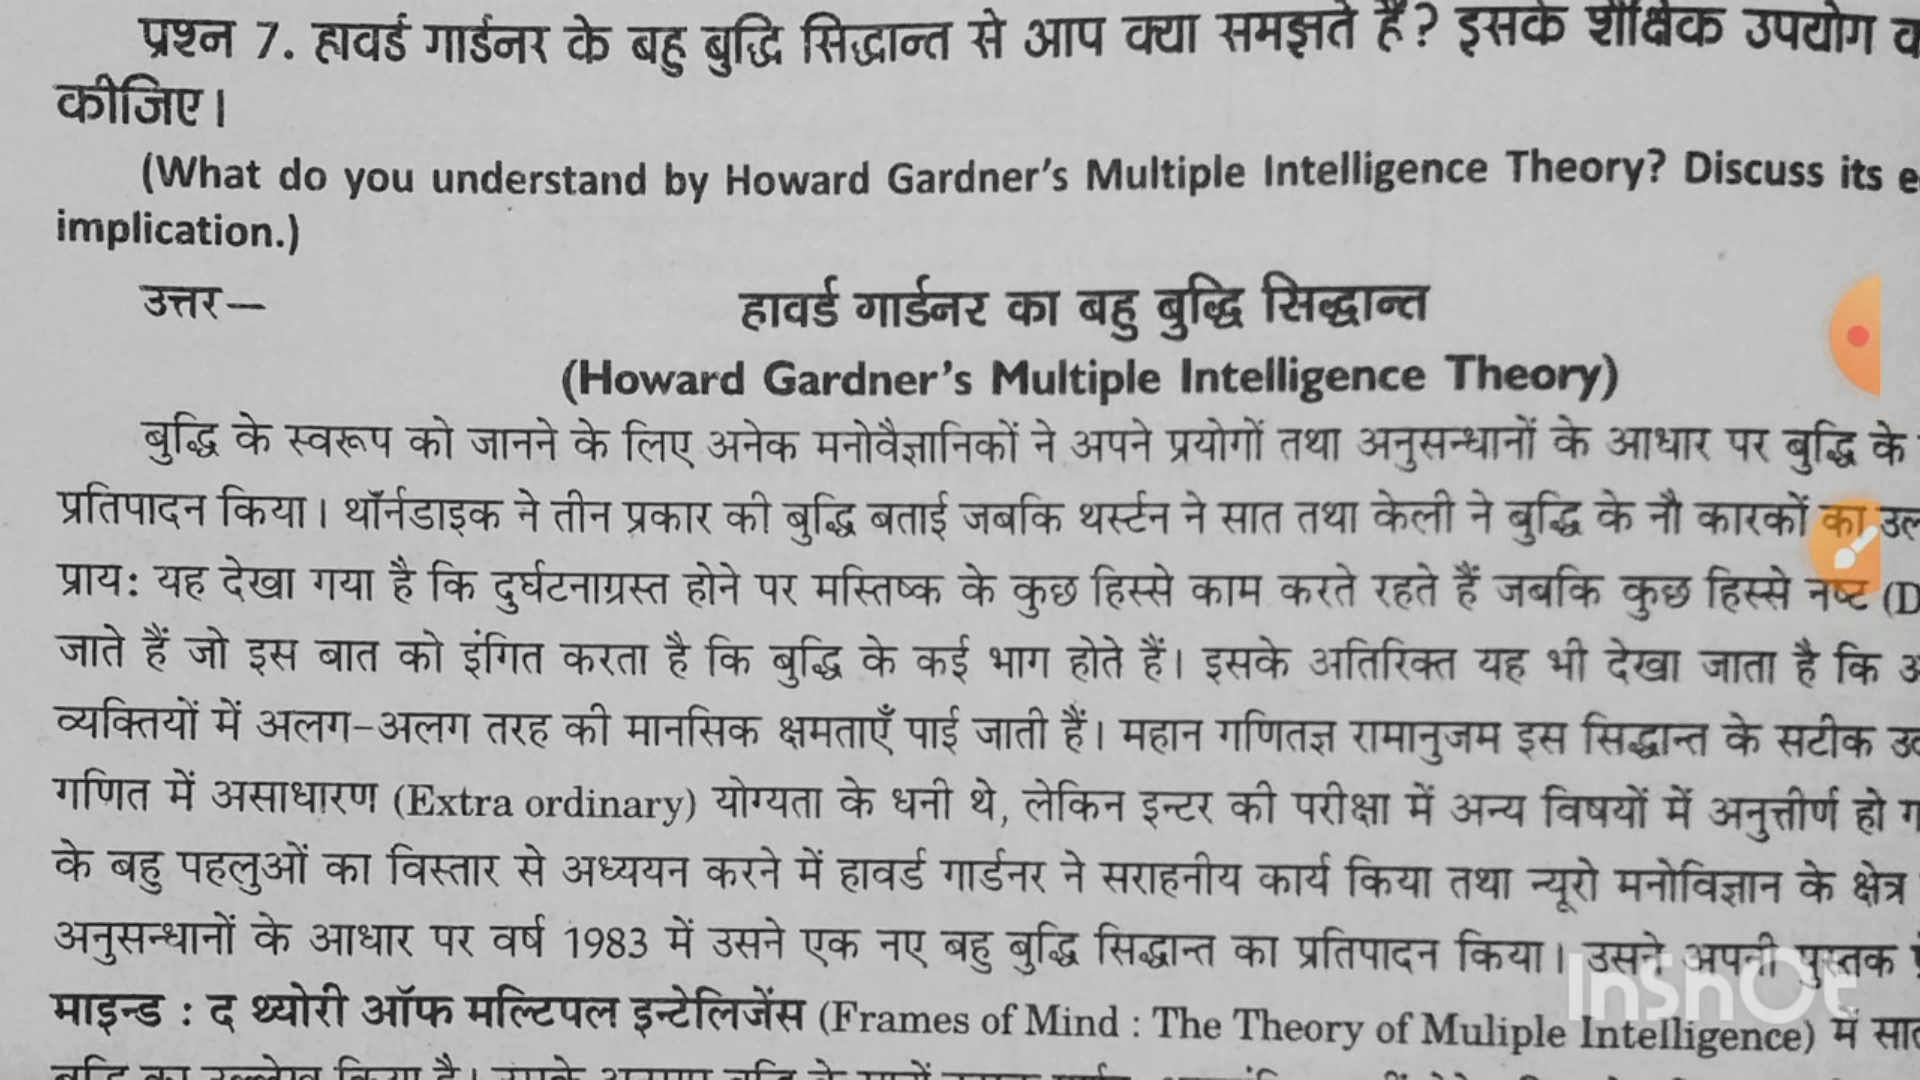 प्रश्न 7. हावर्ड गार्डनर के बहु बुद्धि सिद्धान्त से आप क्या समझते हैं? इसके शैक्षिक उपयोग
कीजिए।
(What do you understand by Howard Gardner's Multiple Intelligence Theory? Discuss its
implication.)
उत्तर—
हावर्ड गार्डनर का बहु बुद्धि सिद्धान्त
(Howard Gardner's Multiple Intelligence Theory)
बुद्धि के स्वरूप को जानने के लिए अनेक मनोवैज्ञानिकों ने अपने प्रयोगों तथा अनुसन्धानों के आधार पर बुद्धि के
प्रतिपादन किया। थॉर्नडाइक ने तीन प्रकार की बुद्धि बताई जबकि थर्स्टन ने सात तथा केली ने बुद्धि के नौ कारकों का
प्राय: यह देखा गया है कि दुर्घटनाग्रस्त होने पर मस्तिष्क के कुछ हिस्से काम करते रहते हैं जबकि कुछ हिस्से नष्ट (D
जाते हैं जो इस बात को इंगित करता है कि बुद्धि के कई भाग होते हैं। इसके अतिरिक्त यह भी देखा जाता है कि
व्यक्तियों में अलग-अलग तरह की मानसिक क्षमताएँ पाई जाती हैं। महान गणितज्ञ रामानुजम इस सिद्धान्त के सटीक
गणित में असाधारण (Extra ordinary) योग्यता के धनी थे, लेकिन इन्टर की परीक्षा में अन्य विषयों में अनुत्तीर्ण हो
के बहु पहलुओं का विस्तार से अध्ययन करने में हावर्ड गार्डनर ने सराहनीय कार्य किया तथा न्यूरो मनोविज्ञान के क्षेत्र
अनुसन्धानों के आधार पर वर्ष 1983 में उसने एक नए बहु बुद्धि सिद्धान्त का प्रतिपादन किया। उसने अपनी पुस्तक
माइन्ड : द थ्योरी ऑफ मल्टिपल इन्टेलिजेंस (Frames of Mind : The Theory of Muliple Intelligence) में
InShOt